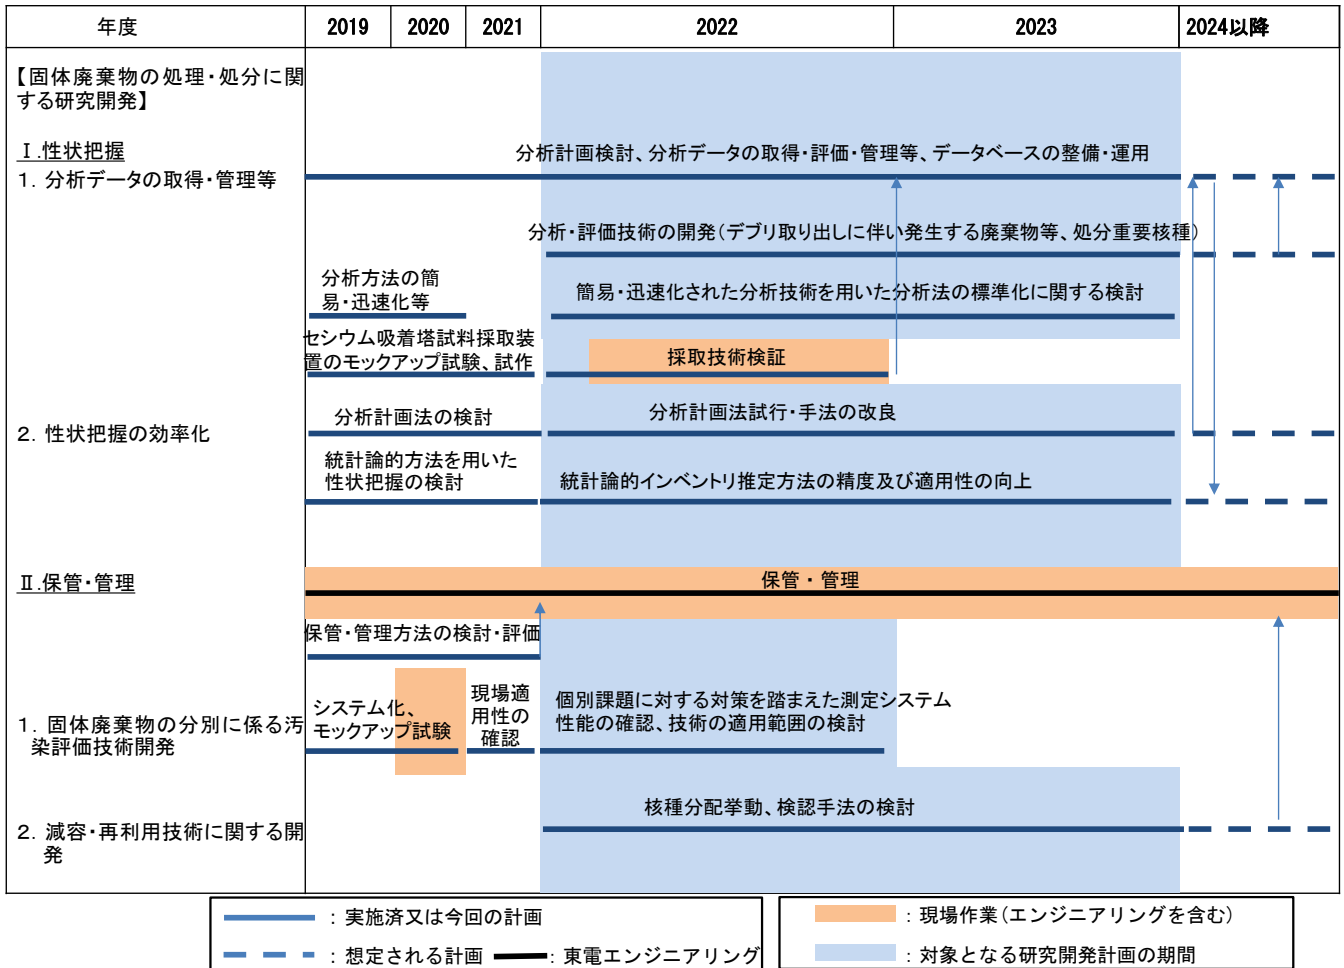 年度
2019
2020
2021
2022
2023
2024以降
【固体廃棄物の処理・処分に関
する研究開発】
Ⅰ.性状把握
1. 分析データの取得・管理等
分析計画検討、分析データの取得・評価・管理等、データベースの整備・運用
分析・評価技術の開発(デブリ取り出しに伴い発生する廃棄物等、処分重要核種)
分析方法の簡
易・迅速化等
簡易・迅速化された分析技術を用いた分析法の標準化に関する検討
セシウム吸着塔試料採取装
置のモックアップ試験、試作
採取技術検証
2. 性状把握の効率化
分析計画法の検討
分析計画法試行・手法の改良
統計論的方法を用いた
性状把握の検討
統計論的インベントリ推定方法の精度及び適用性の向上
Ⅱ.保管・管理
保管・管理
保管・管理方法の検討・評価
1. 固体廃棄物の分別に係る汚
染評価技術開発
システム化、
モックアップ試験
現場適
用性の
確認
個別課題に対する対策を踏まえた測定システム
性能の確認、技術の適用範囲の検討
2. 減容・再利用技術に関する開
発
核種分配挙動、検認手法の検討
：実施済又は今回の計画
：想定される計画
：東電エンジニアリング
：現場作業(エンジニアリングを含む)
：対象となる研究開発計画の期間